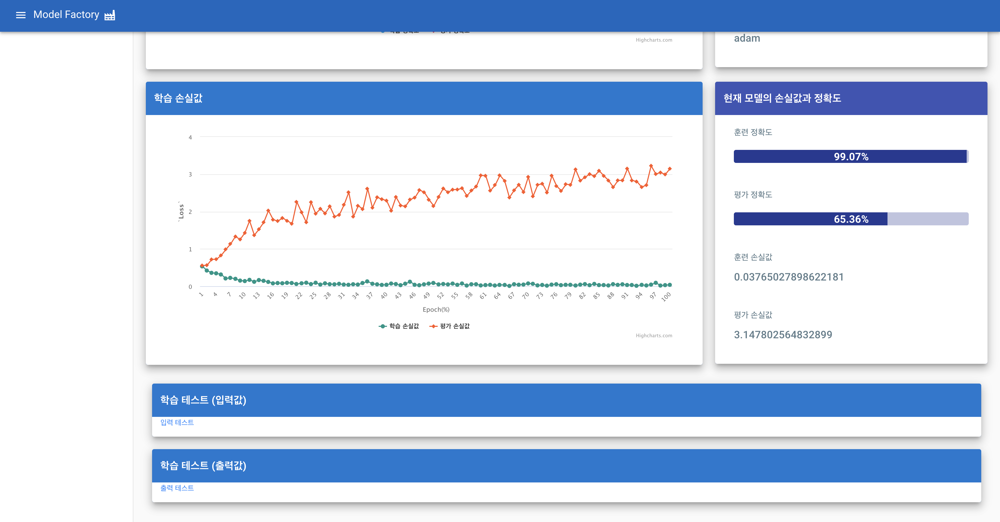 Model Factory
Highcharts.com
adam
학습 손실값
4
3
2
1
0
`Loss`
1 4 7 10 13 16 19 22 25 28 31 34 37 40 43 46 49 52 55 58 61 64 67 70 73 76 79 82 85 88 91 94 97 100
Epoch(%)
학습 손실값 평가 손실값
Highcharts.com
현재 모델의 손실값과 정확도
훈련 정확도
99.07%
평가 정확도
65.36%
훈련 손실값
0.03765027898622181
평가 손실값
3.147802564832899
학습 테스트 (입력값)
입력 테스트
학습 테스트 (출력값)
출력 테스트